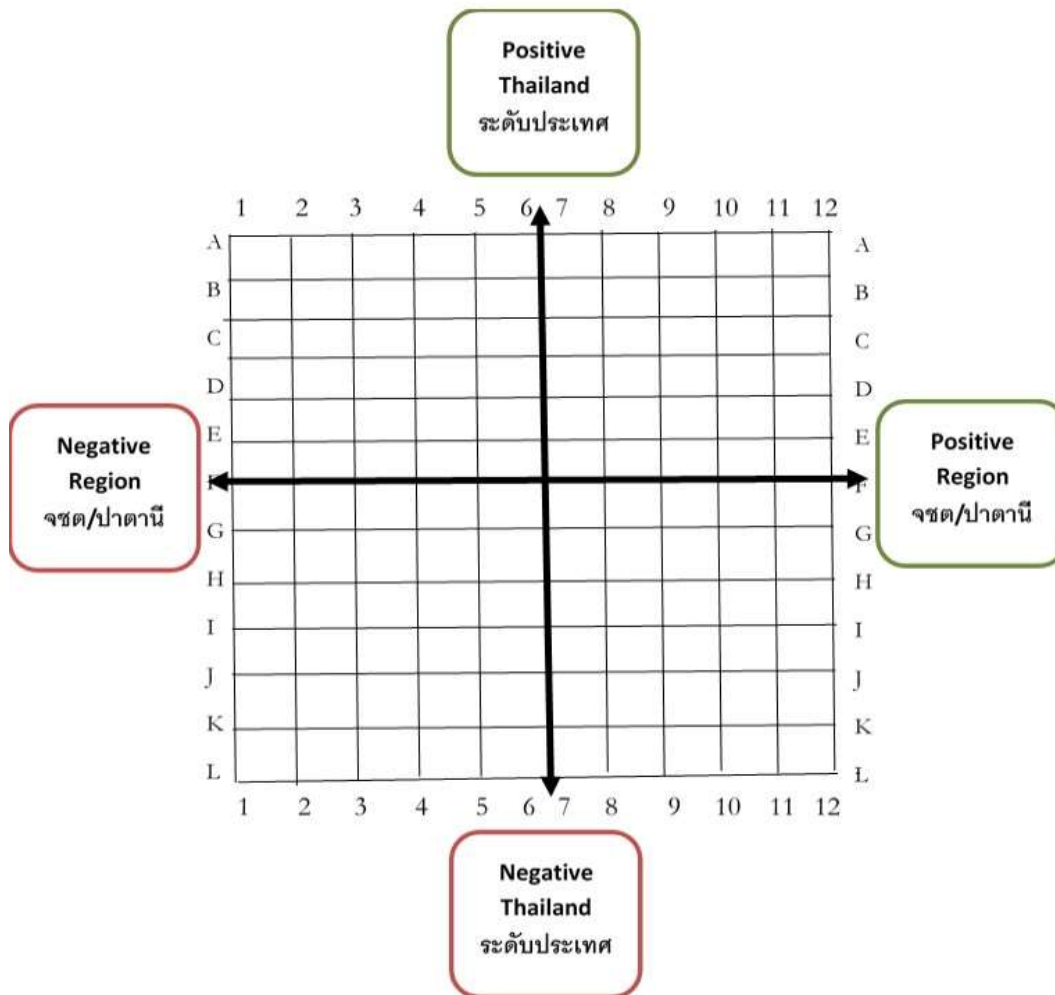 Positive
Thailand
ระดับประเทศ
1 2 3 4 5 6 7 8 9 10 11 12
A A
B B
C C
D D
E E
Negative
Region
จชต/ปาตานี
F F
Positive
Region
จชต/ปาตานี
G G
H H
I I
J J
K K
L L
1 2 3 4 5 6 7 8 9 10 11 12
Negative
Thailand
ระดับประเทศ